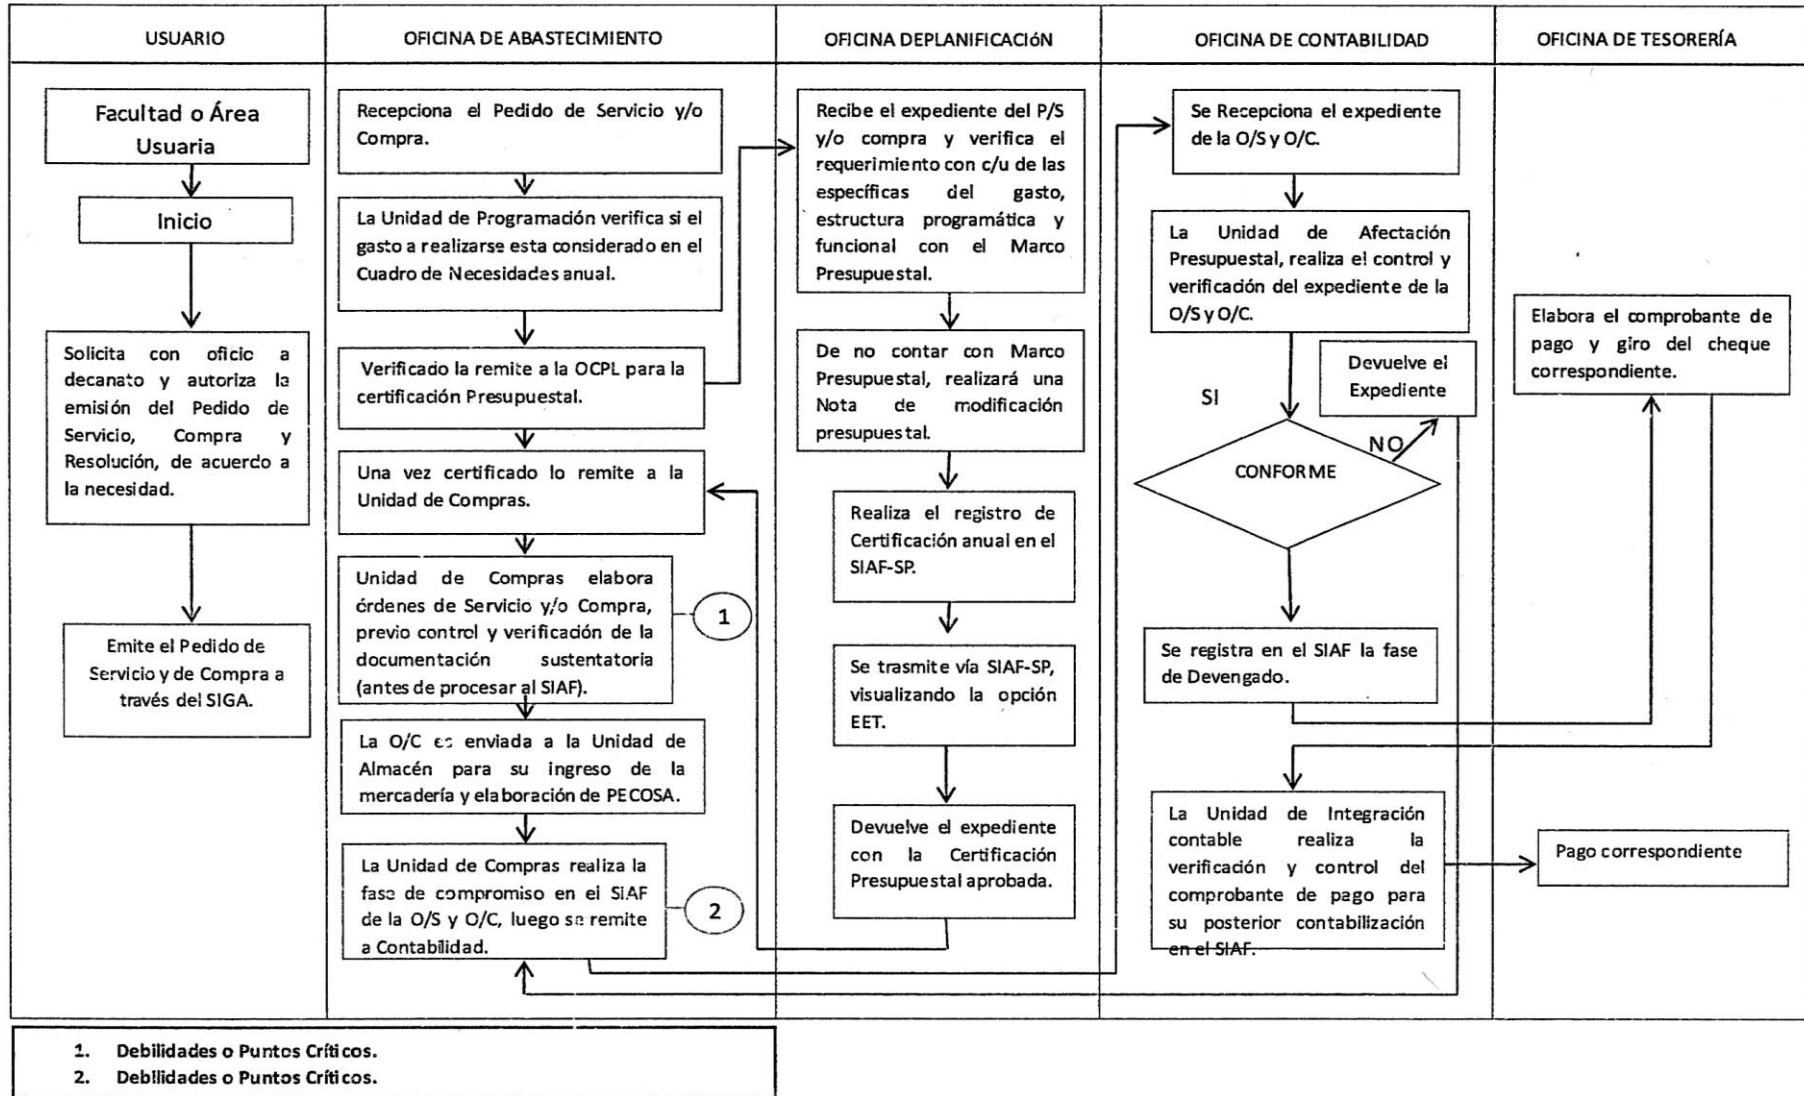 USUARIO
OFICINA DE ABASTECIMIENTO
OFICINA DEPLANIFICACIÓN
OFICINA DE CONTABILIDAD
OFICINA DE TESORERÍA
Facultad o Área
Usuaria
Inicio
Solicita con oficio a
decanato y autoriza la
emisión del Pedido de
Servicio, Compra y
Resolución, de acuerdo a
la necesidad.
Emite el Pedido de
Servicio y de Compra a
través del SIGA.
Recepciona el Pedido de Servicio y/o
Compra.
La Unidad de Programación verifica si el
gasto a realizarse esta considerado en el
Cuadro de Necesidades anual.
Verificado la remite a la OCPL para la
certificación Presupuestal.
Una vez certificado lo remite a la
Unidad de Compras.
Unidad de Compras elabora
órdenes de Servicio y/o Compra,
previo control y verificación de la
documentación sustentatoria
(antes de procesar al SIAF).
1
La O/C es enviada a la Unidad de
Almacén para su ingreso de la
mercadería y elaboración de PECOSA.
La Unidad de Compras realiza la
fase de compromiso en el SIAF
de la O/S y O/C, luego se remite
a Contabilidad.
2
Recibe el expediente del P/S
y/o compra y verifica el
requerimiento con c/u de las
específicas del gasto,
estructura programática y
funcional con el Marco
Presupuestal.
De no contar con Marco
Presupuestal, realizará una
Nota de modificación
presupuestal.
Realiza el registro de
Certificación anual en el
SIAF-SP.
Se trasmite vía SIAF-SP,
visualizando la opción
EET.
Devuelve el expediente
con la Certificación
Presupuestal aprobada.
Se Recepciona el expediente
de la O/S y O/C.
La Unidad de Afectación
Presupuestal, realiza el control y
verificación del expediente de la
O/S y O/C.
Devuelve el
Expediente
SI
NO
CONFORME
Se registra en el SIAF la fase
de Devengado.
La Unidad de Integración
contable realiza la
verificación y control del
comprobante de pago para
su posterior contabilización
en el SIAF.
Elabora el comprobante de
pago y giro del cheque
correspondiente.
Pago correspondiente
1. Debilidades o Puntos Críticos.
2. Debilidades o Puntos Críticos.